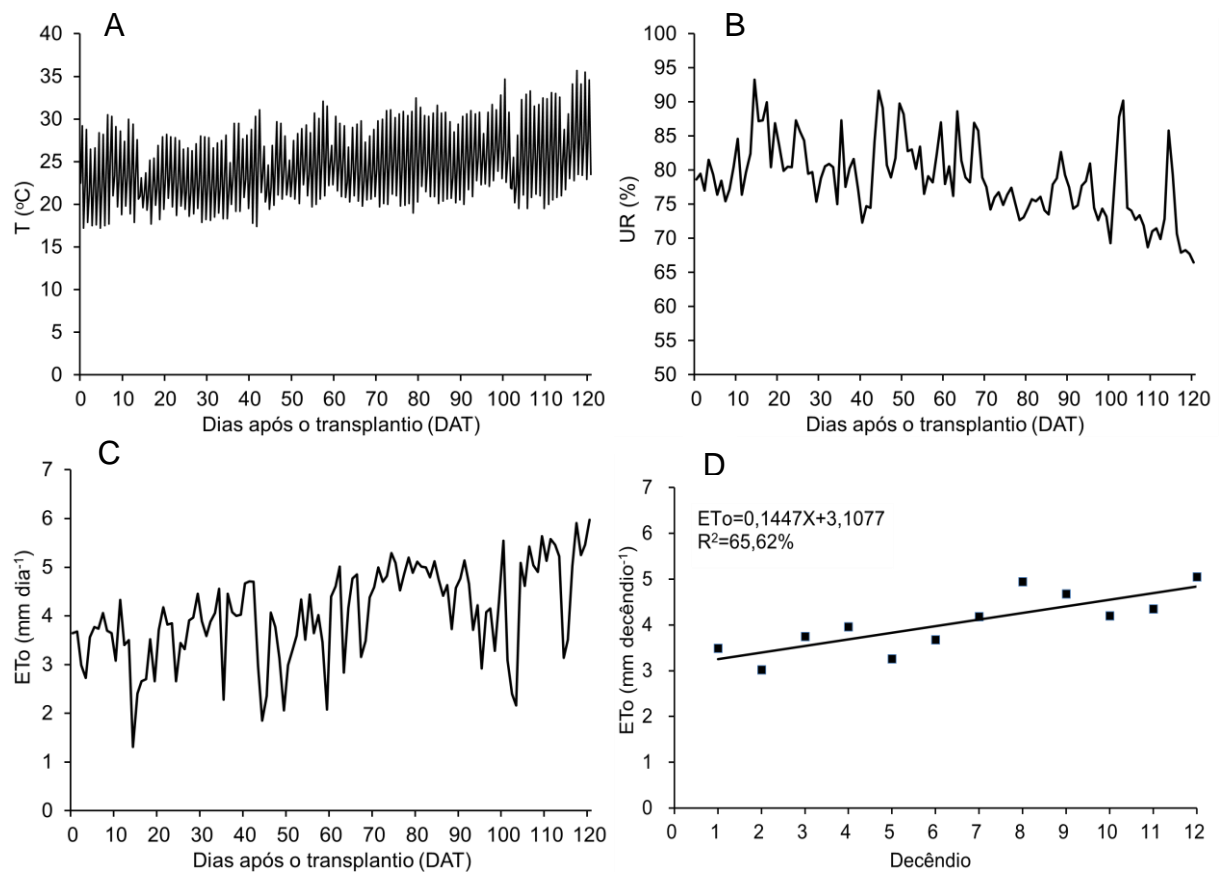 A
40
35
30
25
20
15
10
5
0
T (ºC)
0 10 20 30 40 50 60 70 80 90 100 110 120
Dias após o transplantio (DAT)
B
100
95
90
85
80
75
70
65
60
55
50
UR (%)
0 10 20 30 40 50 60 70 80 90 100 110 120
Dias após o transplantio (DAT)
C
7
6
5
4
3
2
1
0
ETo (mm dia⁻¹)
0 10 20 30 40 50 60 70 80 90 100 110 120
Dias após o transplantio (DAT)
D
7
6
5
4
3
2
1
0
ETo (mm decêndio⁻¹)
ETo=0,1447X+3,1077
R²=65,62%
0 1 2 3 4 5 6 7 8 9 10 11 12
Decêndio